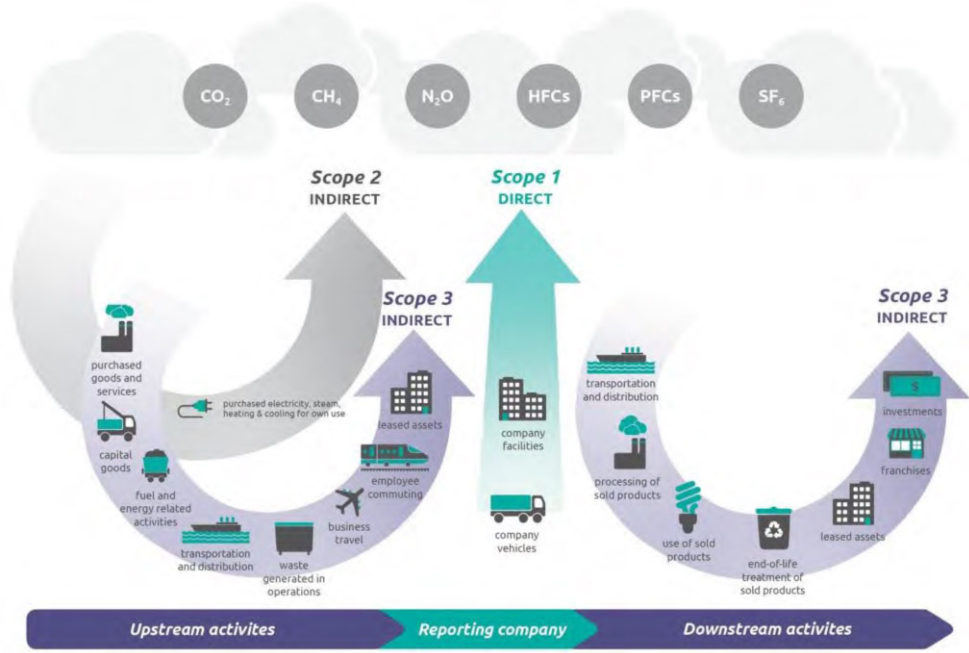 CO₂
CH₄
N₂O
HFCs
PFCs
SF₆
Scope 2
INDIRECT
Scope 1
DIRECT
Scope 3
INDIRECT
Scope 3
INDIRECT
purchased
goods and
services
capital
goods
fuel and
energy related
activities
transportation
and distribution
waste
generated in
operations
business
travel
employee
commuting
leased assets
purchased electricity, steam,
heating & cooling for own use
company
facilities
company
vehicles
transportation
and distribution
processing of
sold products
use of sold
products
end-of-life
treatment of
sold products
leased assets
franchises
$
investments
Upstream activites
Reporting company
Downstream activites